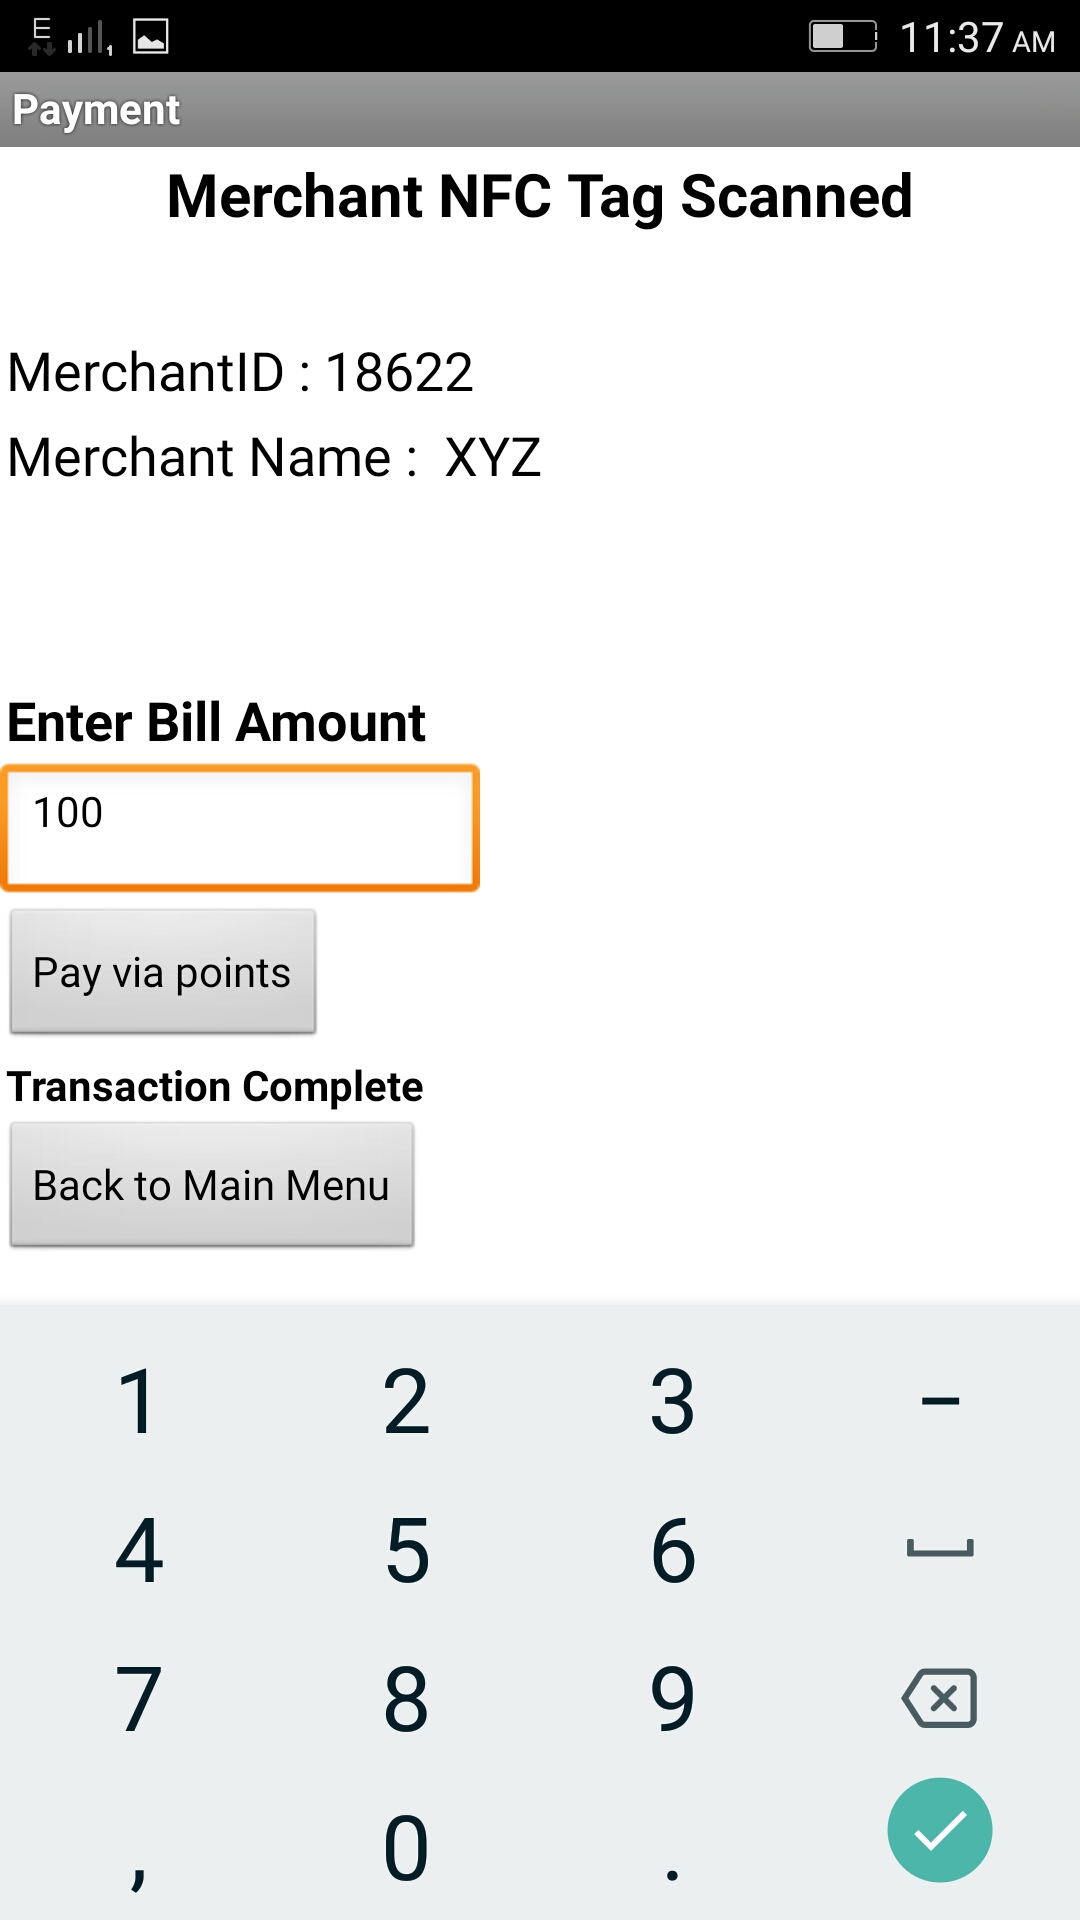 E 1 11:37 AM
Payment
Merchant NFC Tag Scanned
MerchantID : 18622
Merchant Name : XYZ
Enter Bill Amount
100
Pay via points
Transaction Complete
Back to Main Menu
1 2 3 –
4 5 6
7 8 9
, 0 .